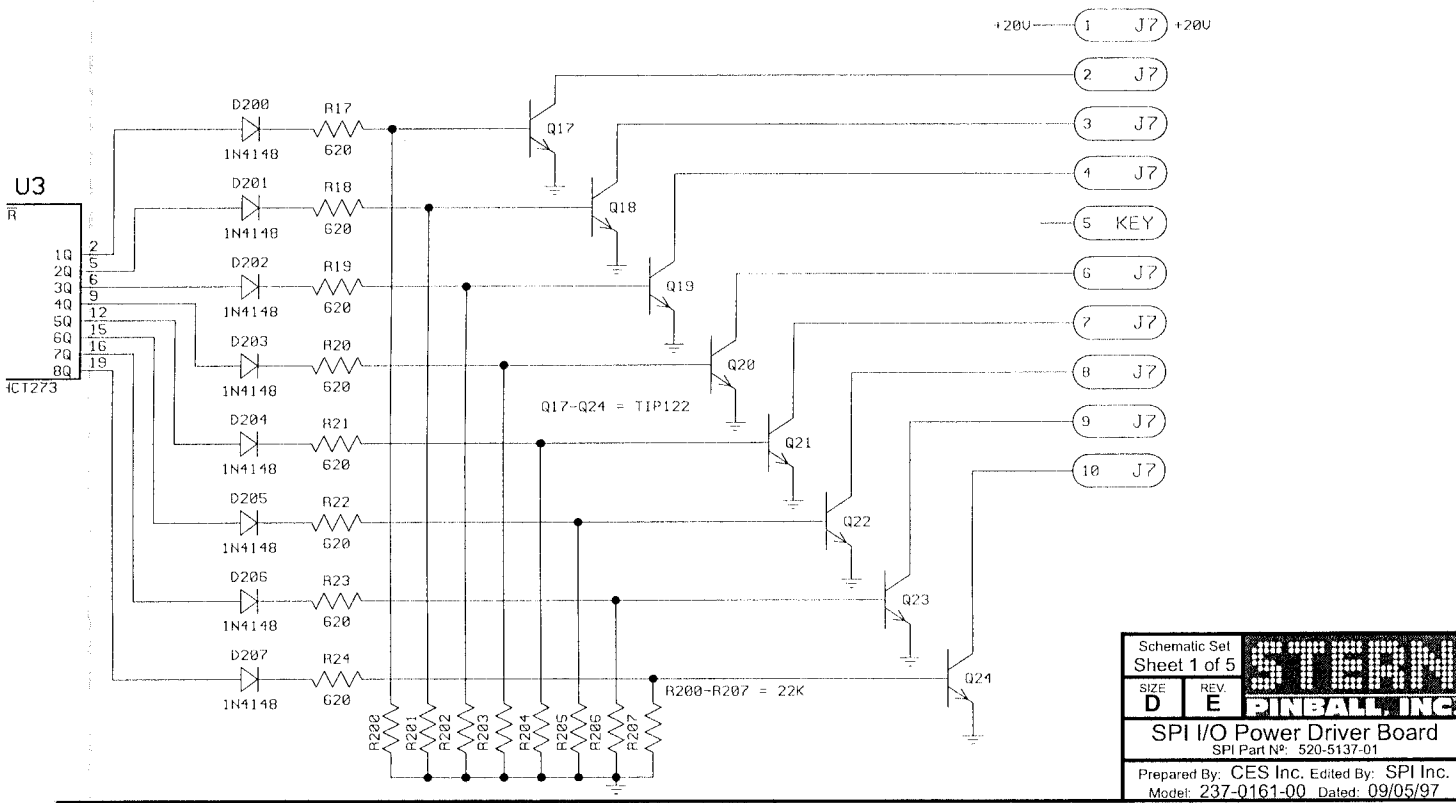 +20V 1 J7 +20V
2 J7
3 J7
4 J7
5 KEY
6 J7
7 J7
8 J7
9 J7
10 J7
U3
R
1Q 2
2Q 5
3Q 6
4Q 9
5Q 12
6Q 15
7Q 16
8Q 19
HCT273
D200 R17
1N4148 620
Q17
D201 R18
1N4148 620
Q18
D202 R19
1N4148 620
Q19
D203 R20
1N4148 620
Q20
Q17-Q24 = TIP122
D204 R21
1N4148 620
Q21
D205 R22
1N4148 620
Q22
D206 R23
1N4148 620
Q23
D207 R24
1N4148 620
Q24
R200-R207 = 22K
R200
R201
R202
R203
R204
R205
R206
R207
Schematic Set
Sheet 1 of 5
SIZE
D
REV.
E
STERN
PINBALL, INC.
SPI I/O Power Driver Board
SPI Part Nº: 520-5137-01
Prepared By: CES Inc. Edited By: SPI Inc.
Model: 237-0161-00 Dated: 09/05/97